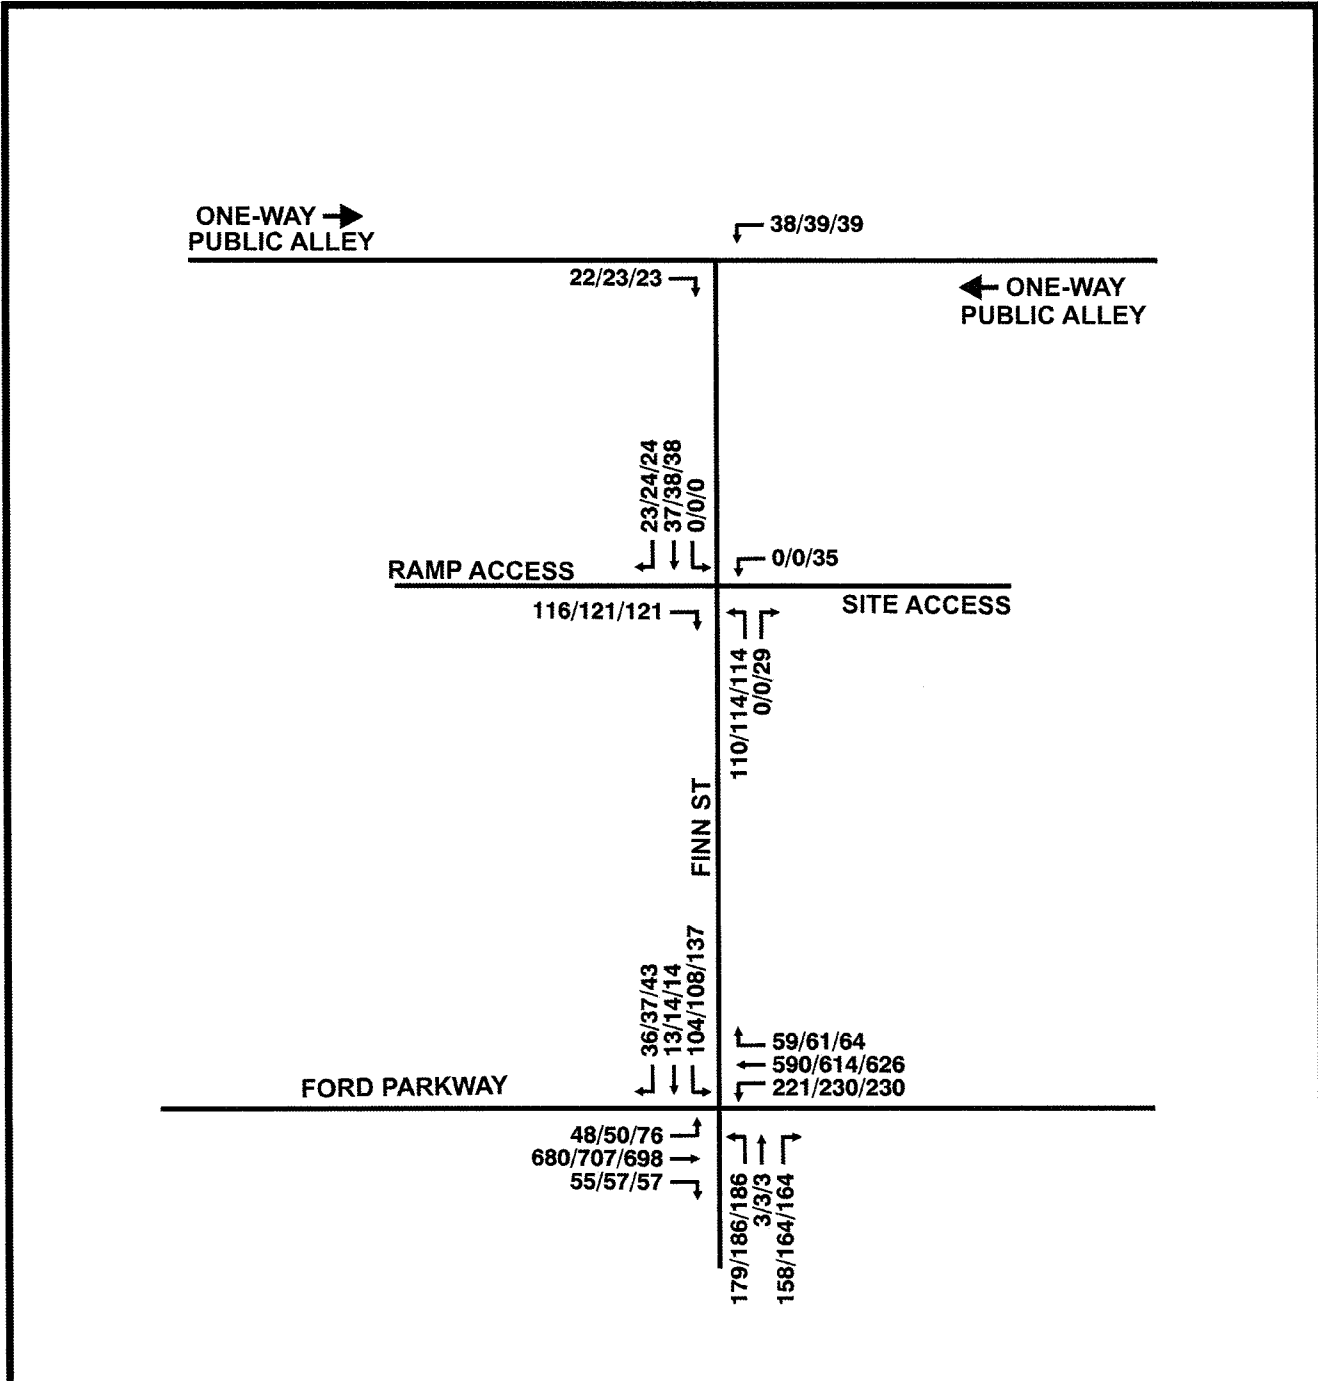 ONE-WAY
PUBLIC ALLEY
38/39/39
22/23/23
ONE-WAY
PUBLIC ALLEY
23/24/24
37/38/38
0/0/0
0/0/35
RAMP ACCESS
SITE ACCESS
116/121/121
110/114/114
0/0/29
FINN ST
36/37/43
13/14/14
104/108/137
59/61/64
590/614/626
221/230/230
FORD PARKWAY
48/50/76
680/707/698
55/57/57
179/186/186
3/3/3
158/164/164